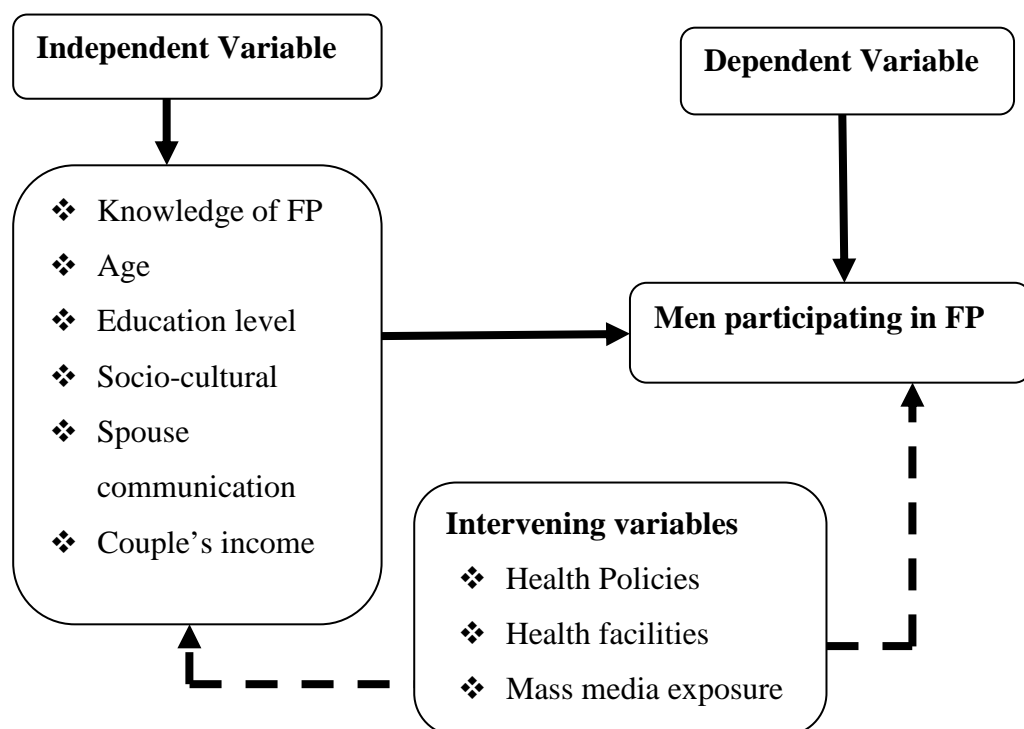 Independent Variable
Dependent Variable
❖ Knowledge of FP
❖ Age
❖ Education level
❖ Socio-cultural
❖ Spouse
communication
❖ Couple’s income
Men participating in FP
Intervening variables
❖ Health Policies
❖ Health facilities
❖ Mass media exposure